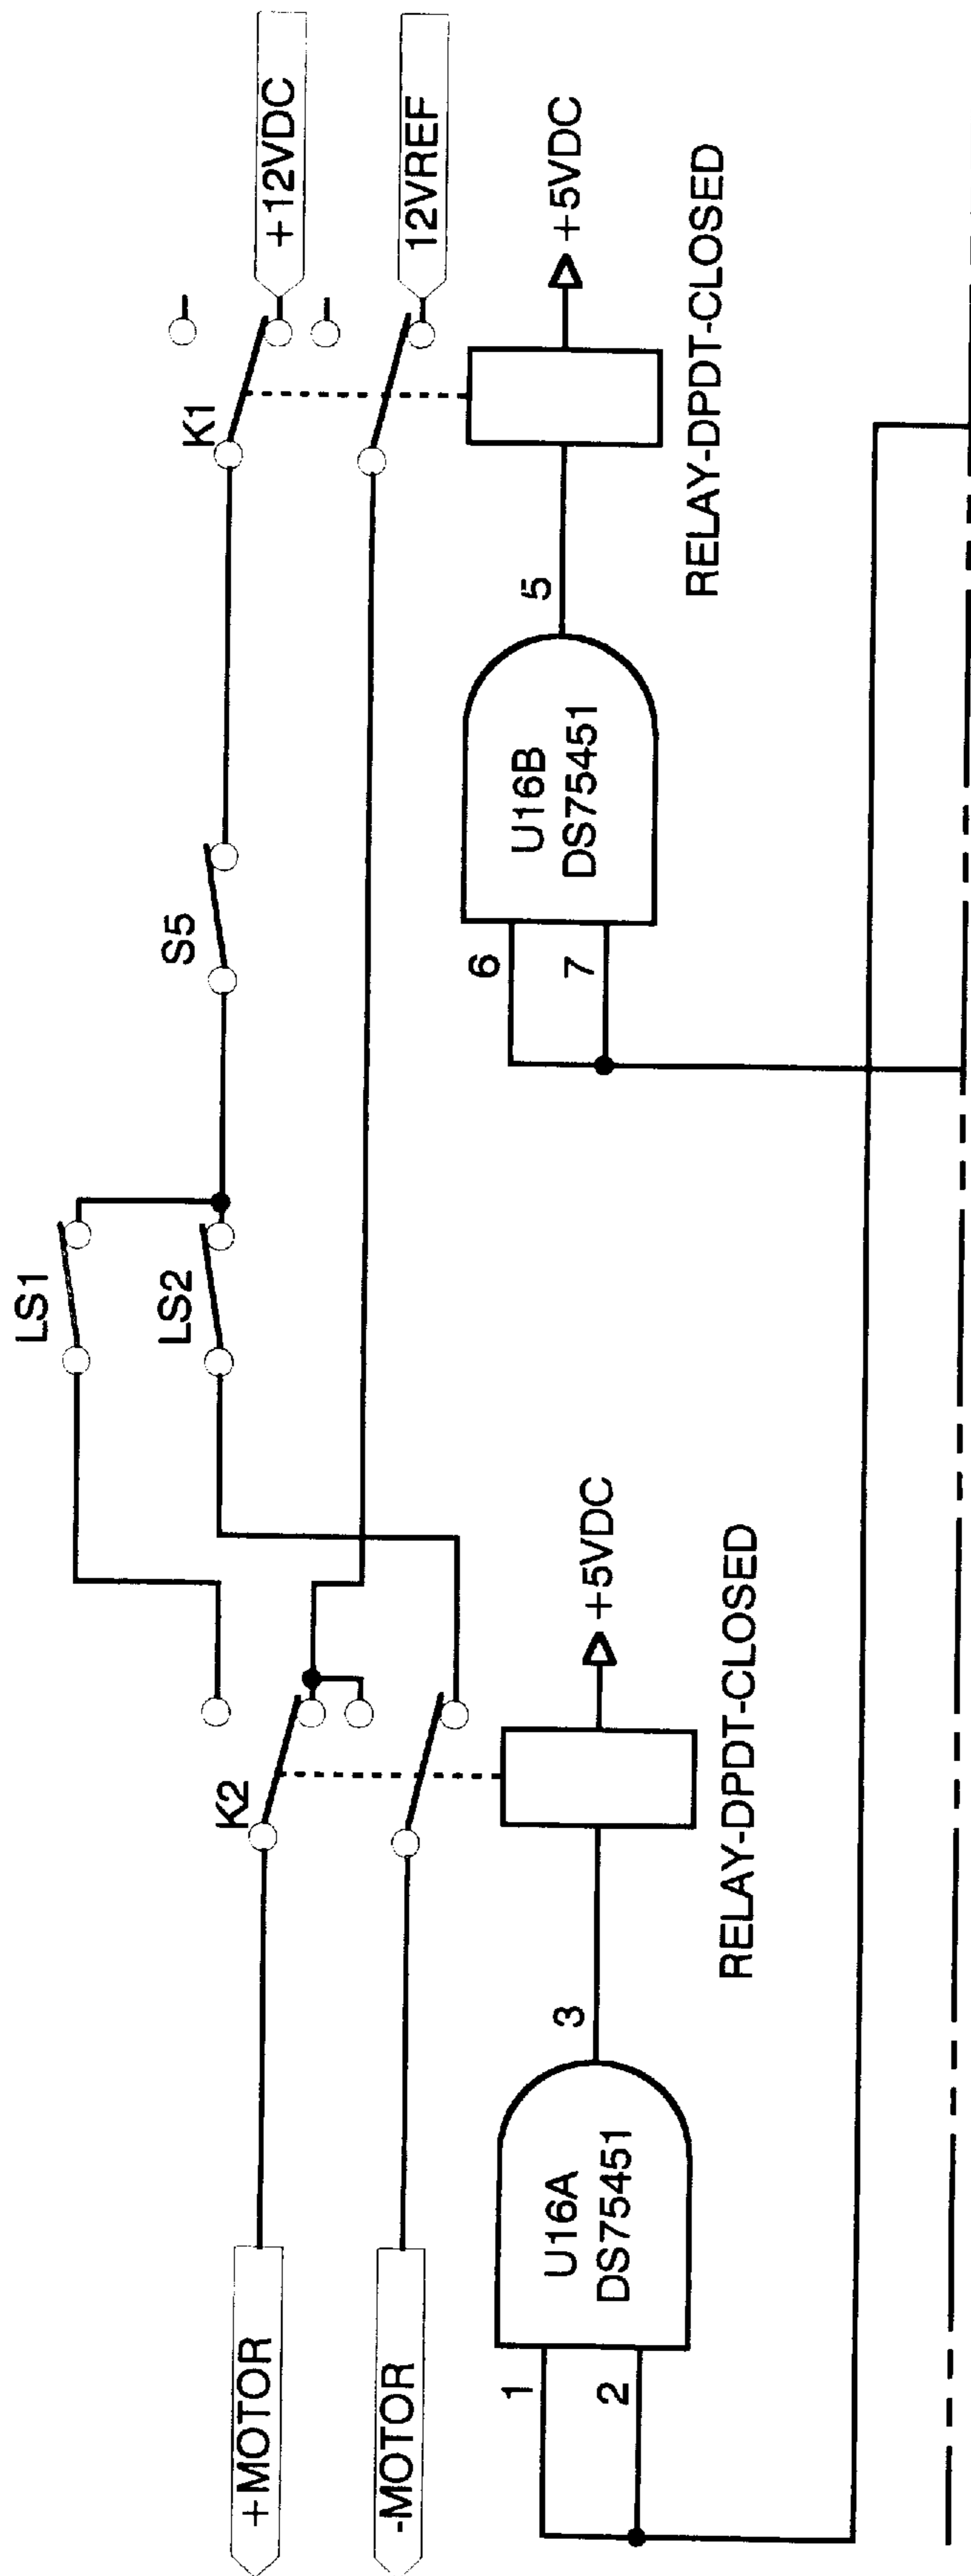 +MOTOR
-MOTOR
K2
LS1
LS2
S5
K1
+12VDC
12VREF
1
2
U16A
DS75451
3
+5VDC
RELAY-DPDT-CLOSED
6
7
U16B
DS75451
5
+5VDC
RELAY-DPDT-CLOSED